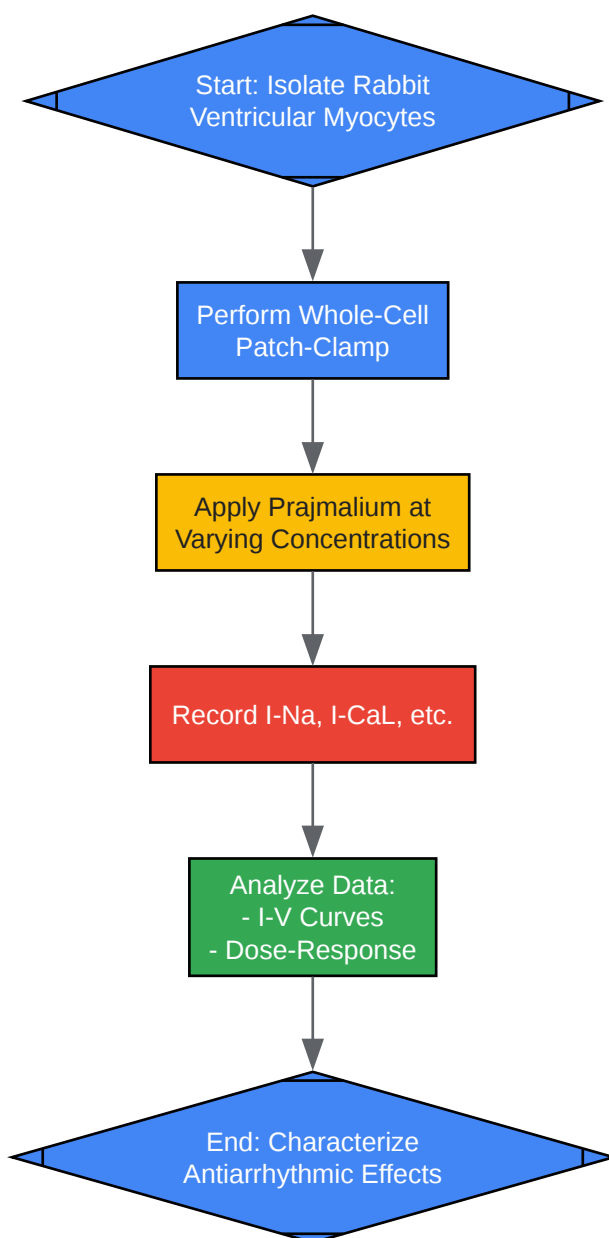 Start: Isolate Rabbit
Ventricular Myocytes
Perform Whole-Cell
Patch-Clamp
Apply Prajmalium at
Varying Concentrations
Record I-Na, I-CaL, etc.
Analyze Data:
- I-V Curves
- Dose-Response
End: Characterize
Antiarrhythmic Effects